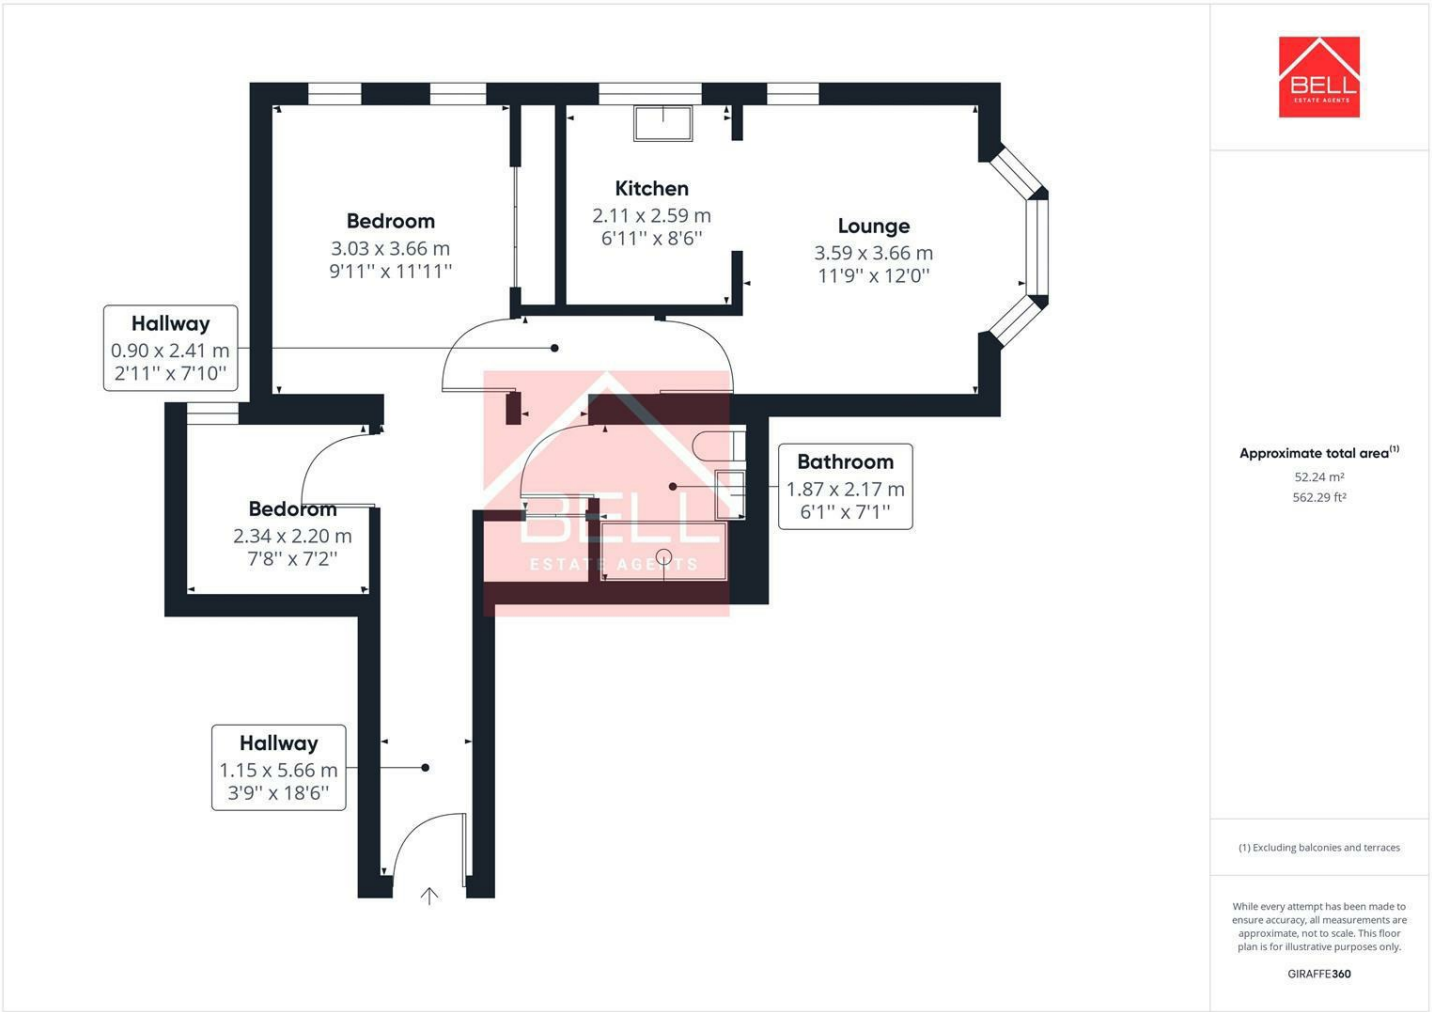 Bedroom
3.03 x 3.66 m
9'11'' x 11'11''
Kitchen
2.11 x 2.59 m
6'11'' x 8'6''
Lounge
3.59 x 3.66 m
11'9'' x 12'0''
Hallway
0.90 x 2.41 m
2'11'' x 7'10''
Bedorom
2.34 x 2.20 m
7'8'' x 7'2''
Bathroom
1.87 x 2.17 m
6'1'' x 7'1''
BELL
ESTATE AGENTS
Hallway
1.15 x 5.66 m
3'9'' x 18'6''
BELL
ESTATE AGENTS
Approximate total area(1)
52.24 m²
562.29 ft²
(1) Excluding balconies and terraces
While every attempt has been made to
ensure accuracy, all measurements are
approximate, not to scale. This floor
plan is for illustrative purposes only.
GIRAFFE360